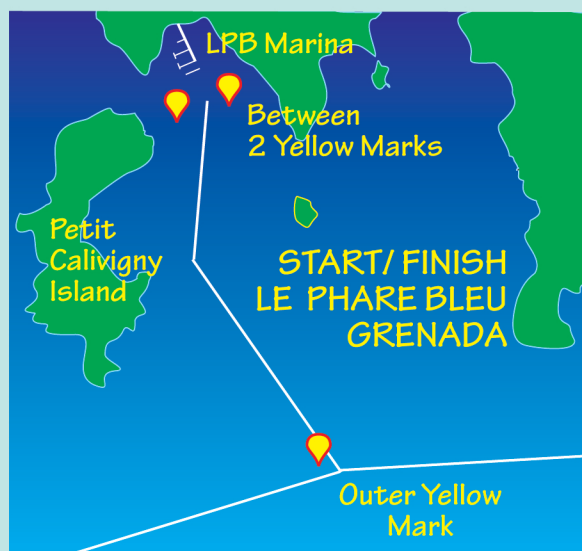 LPB Marina
Between
2 Yellow Marks
Petit
Calivigny
Island
START/ FINISH
LE PHARE BLEU
GRENADA
Outer Yellow
Mark